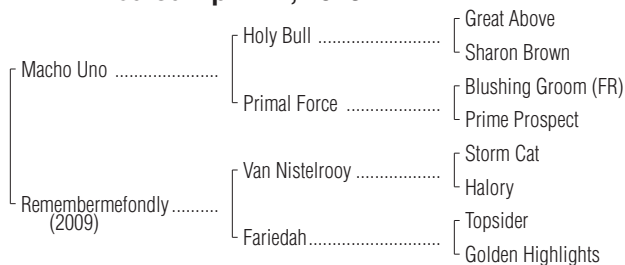 Great Above
Holy Bull ..............................
Sharon Brown
Macho Uno .........................
Blushing Groom (FR)
Primal Force .......................
Prime Prospect
Storm Cat
Van Nistelrooy .....................
Halory
Remembermefondly...........
(2009)
Topsider
Fariedah................................
Golden Highlights